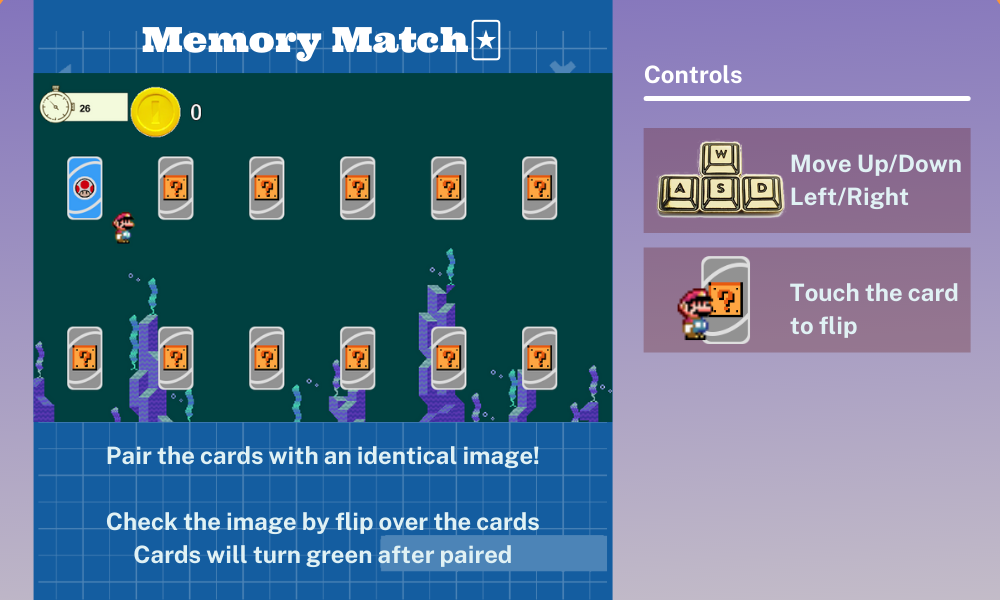 Memory Match
Controls
26
0
W
A S D
Move Up/Down
Left/Right
? ? ? ? ?
Touch the card
to flip
?
? ? ? ? ? ?
Pair the cards with an identical image!
Check the image by flip over the cards
Cards will turn green after paired